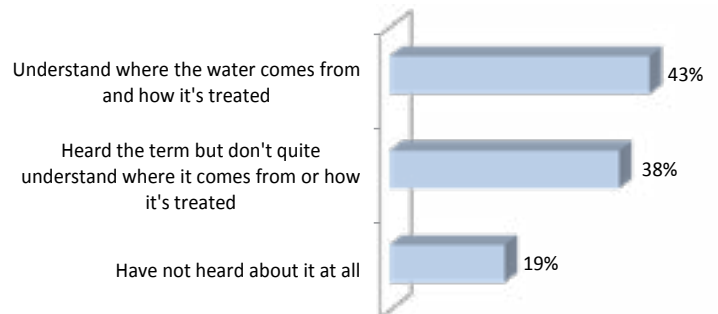 Understand where the water comes from
and how it's treated
43%
Heard the term but don't quite
understand where it comes from or how
it's treated
38%
Have not heard about it at all
19%